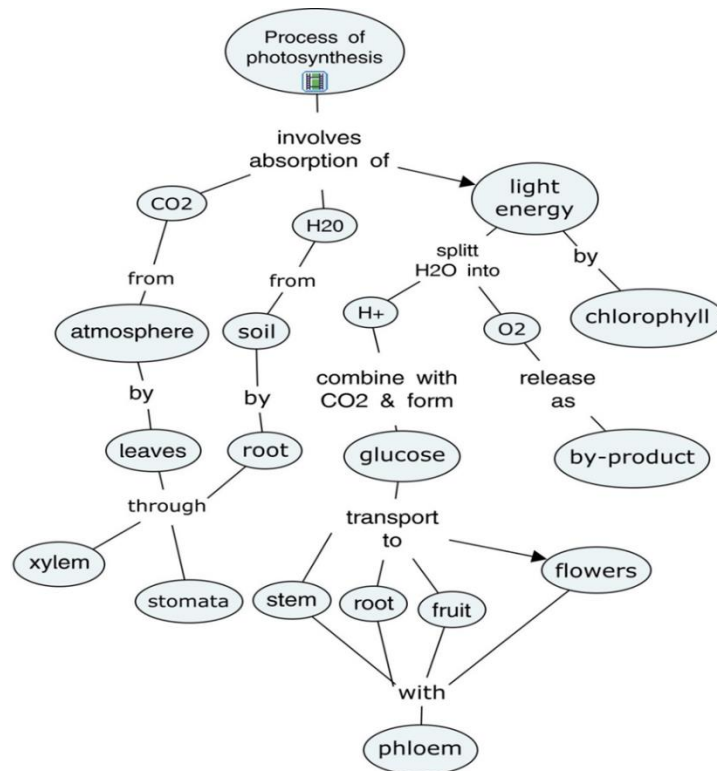 Process of
photosynthesis
involves
absorption of
CO2
H20
light
energy
from
from
splitt
H2O into
by
atmosphere
soil
H+
O2
chlorophyll
by
by
combine with
CO2 & form
release
as
leaves
root
glucose
by-product
through
transport
to
xylem
stomata
stem
root
fruit
flowers
with
phloem